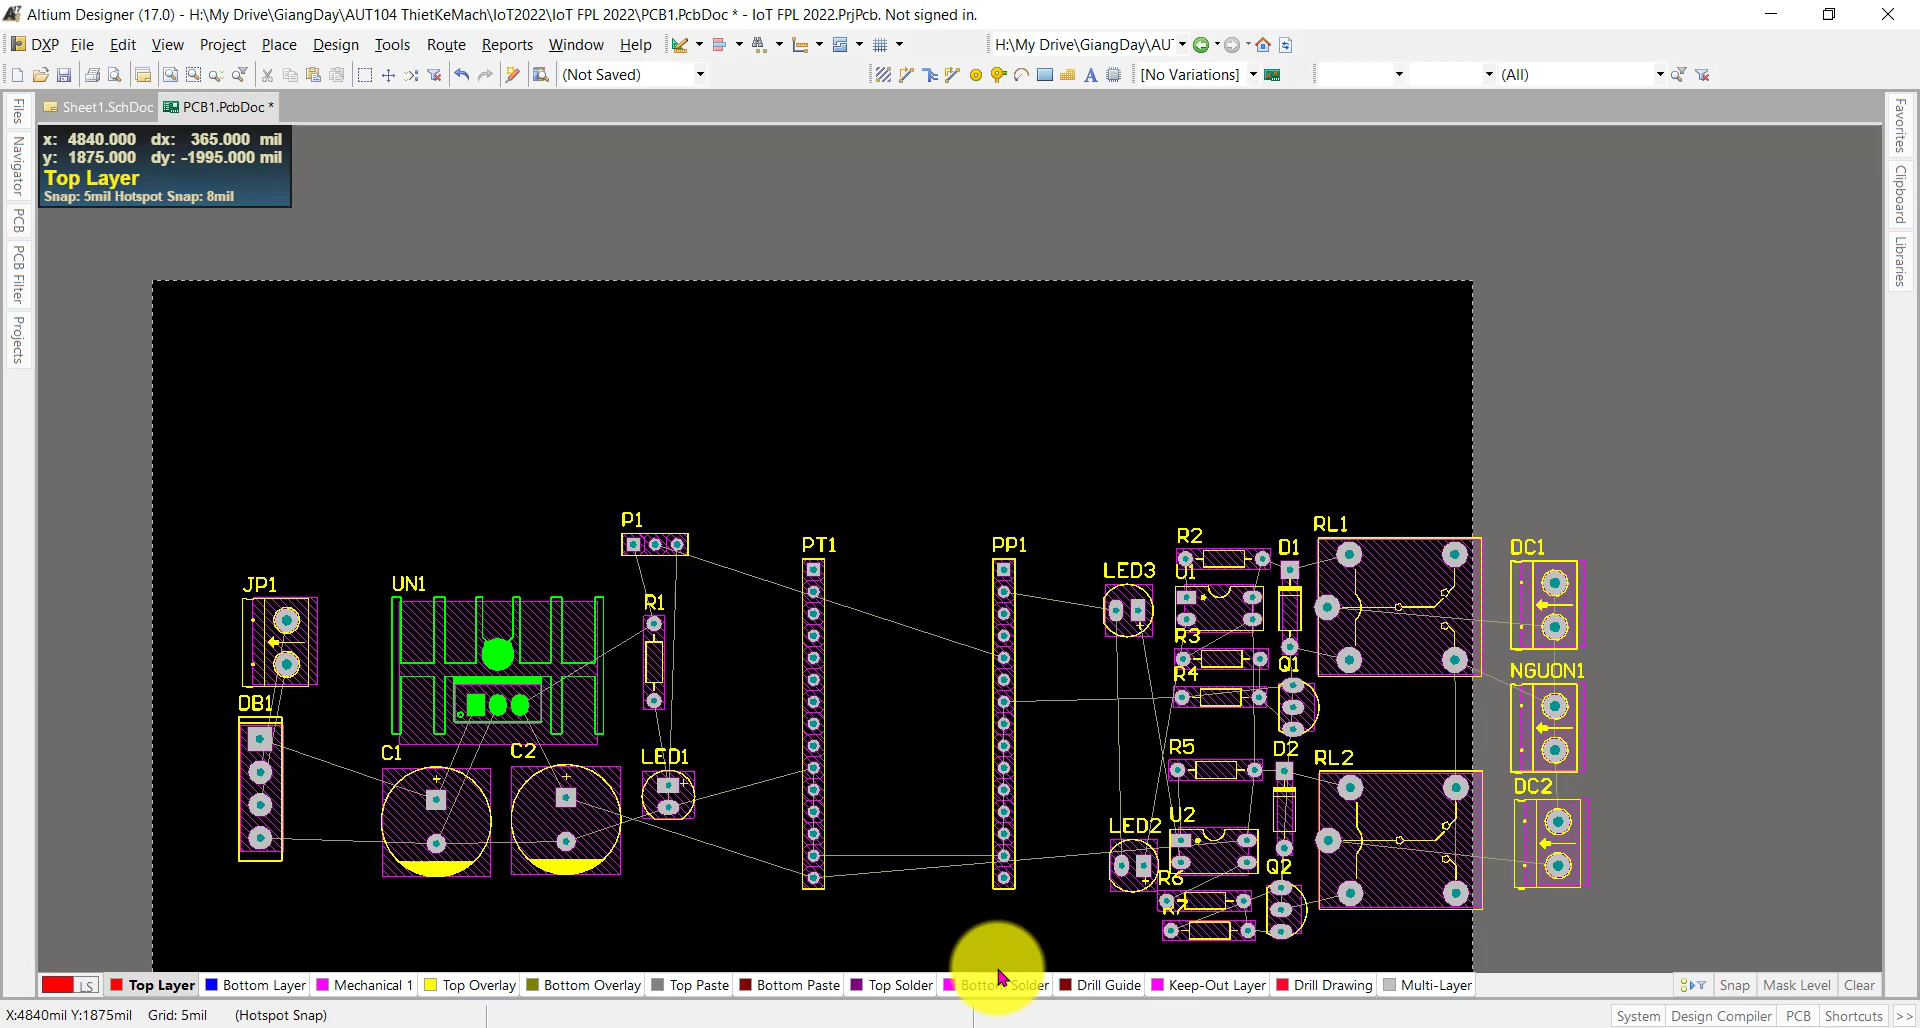 Altium Designer (17.0) - H:\My Drive\GiangDay\AUT104 ThietKeMach\IoT2022\IoT FPL 2022\PCB1.PcbDoc * - IoT FPL 2022.PrjPcb. Not signed in.
DXP File Edit View Project Place Design Tools Route Reports Window Help H:\My Drive\GiangDay\AU
(Not Saved) [No Variations] (All)
Sheet1.SchDoc PCB1.PcbDoc *
Files
Navigator
PCB
PCB Filter
Projects
Favorites
Clipboard
Libraries
x: 4840.000 dx: 365.000 mil
y: 1875.000 dy: -1995.000 mil
Top Layer
Snap: 5mil Hotspot Snap: 8mil
P1
RL1
R2
PT1
PP1
D1
DC1
JP1
UN1
LED3
U1
R1
R3
Q1
R4
NGUON1
DB1
C1
C2
LED1
R5
D2
RL2
DC2
LED2
U2
Q2
R6
R7
LS Top Layer Bottom Layer Mechanical 1 Top Overlay Bottom Overlay Top Paste Bottom Paste Top Solder Bottom Solder Drill Guide Keep-Out Layer Drill Drawing Multi-Layer Snap Mask Level Clear
X:4840mil Y:1875mil Grid: 5mil (Hotspot Snap) System Design Compiler PCB Shortcuts >>